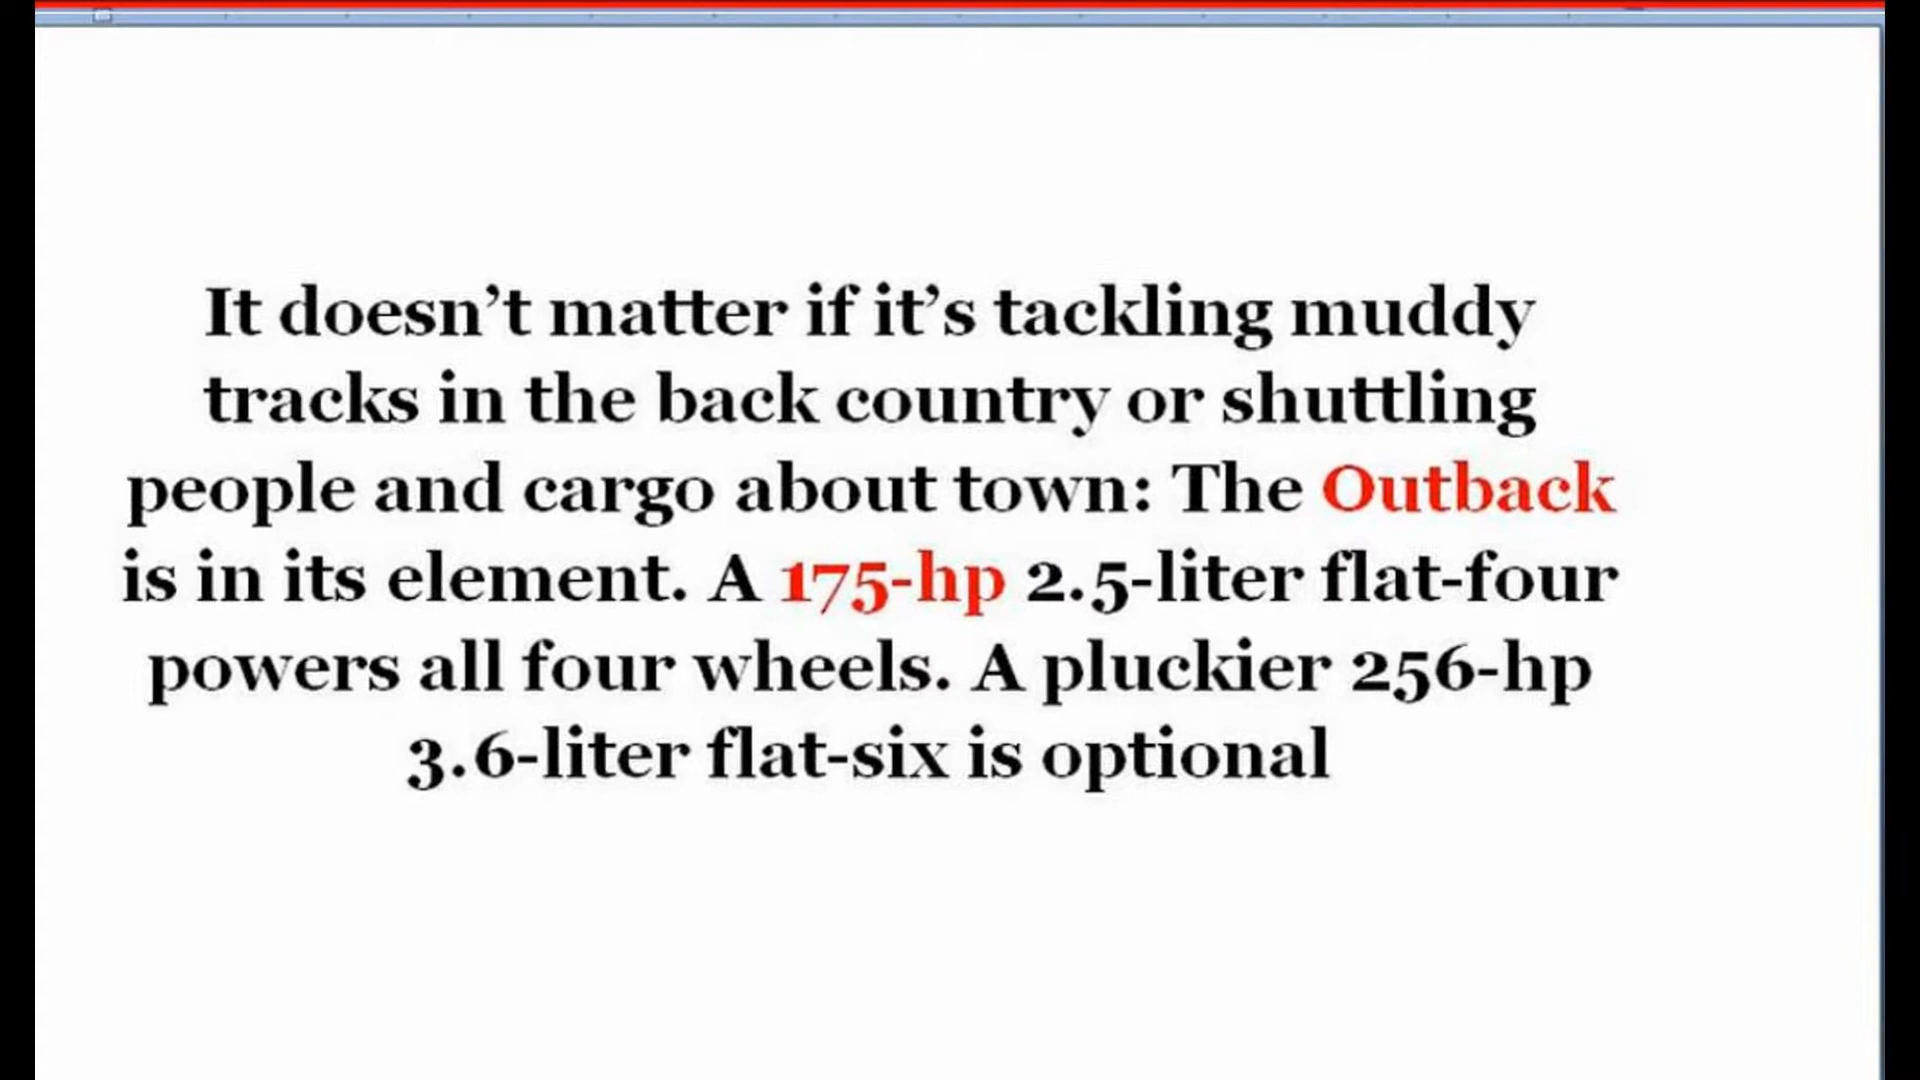 It doesn’t matter if it’s tackling muddy
tracks in the back country or shuttling
people and cargo about town: The Outback
is in its element. A 175-hp 2.5-liter flat-four
powers all four wheels. A pluckier 256-hp
3.6-liter flat-six is optional